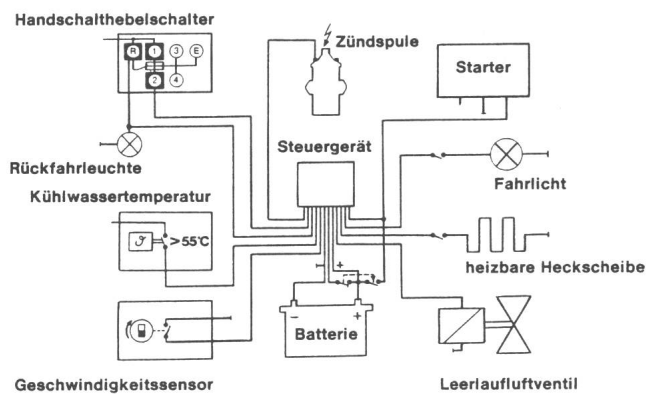 Handschalthebelschalter
R 1 3 E
2 4
Zündspule
Starter
Steuergerät
Rückfahrleuchte
Fahrlicht
Kühlwassertemperatur
ϑ >55°C
+
heizbare Heckscheibe
- +
Batterie
Geschwindigkeitssensor
Leerlaufluftventil